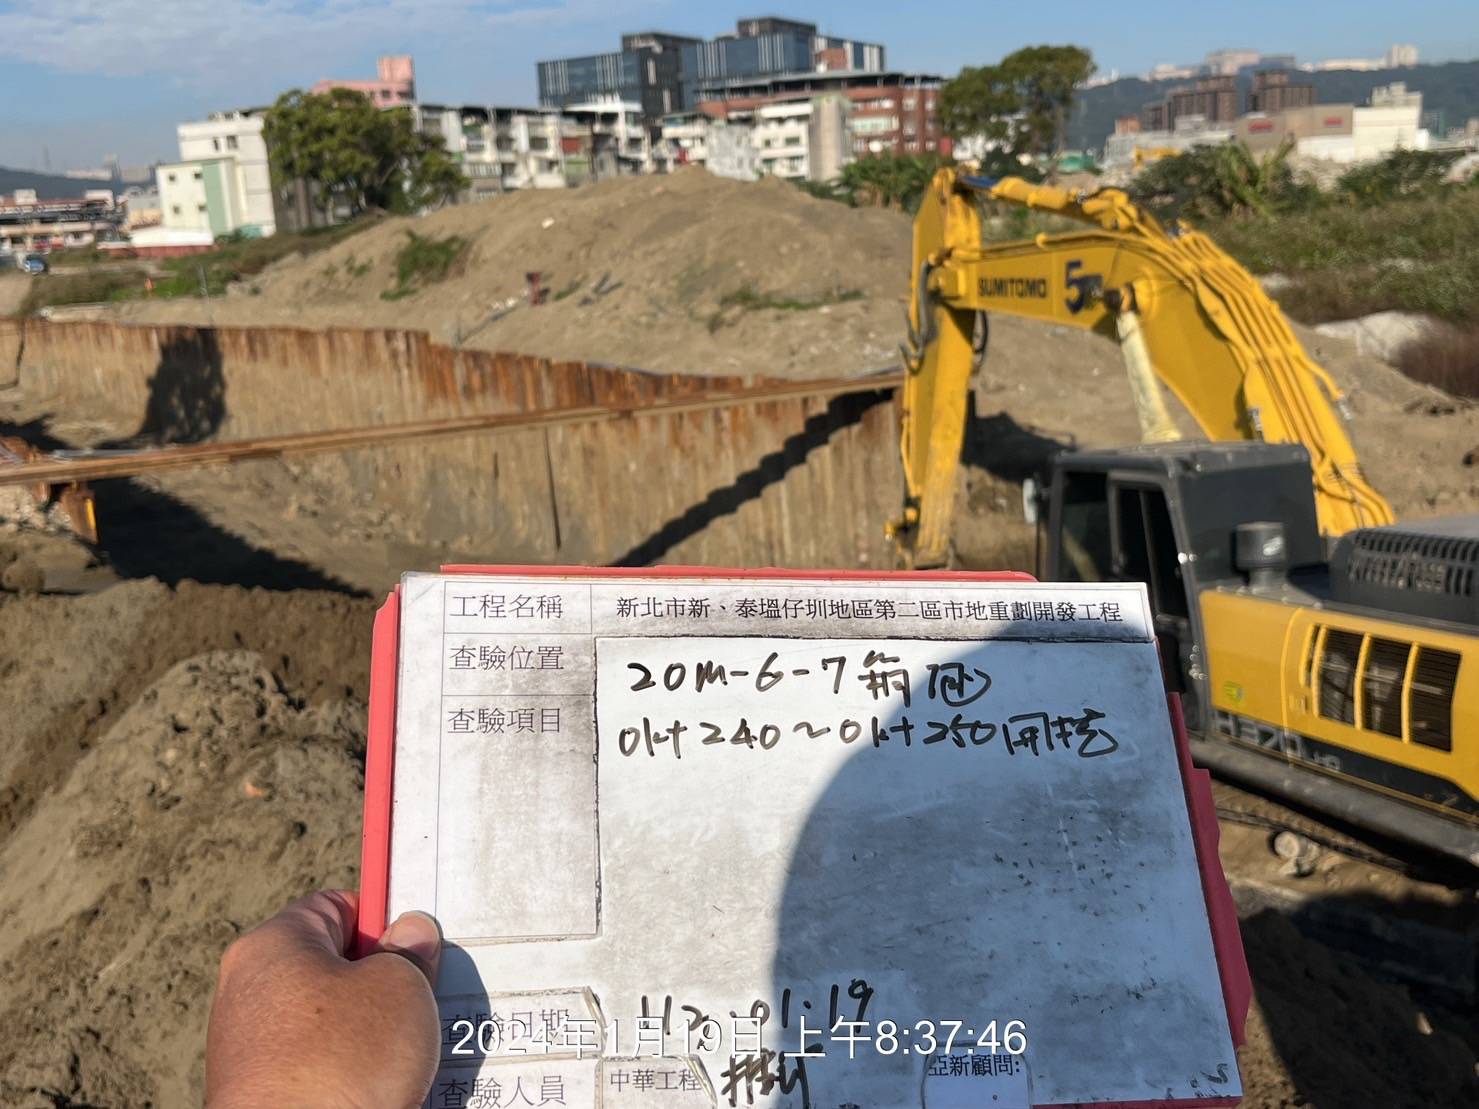 SUMITOMO 5
工程名稱 新北市新、泰塭仔圳地區第二區市地重劃開發工程
查驗位置 20M-6-7箱涵
查驗項目 0k+240~0k+250開挖
查驗日期 .01.19
2024年1月19日 上午8:37:46
查驗人員 中華工程 亞新顧問: